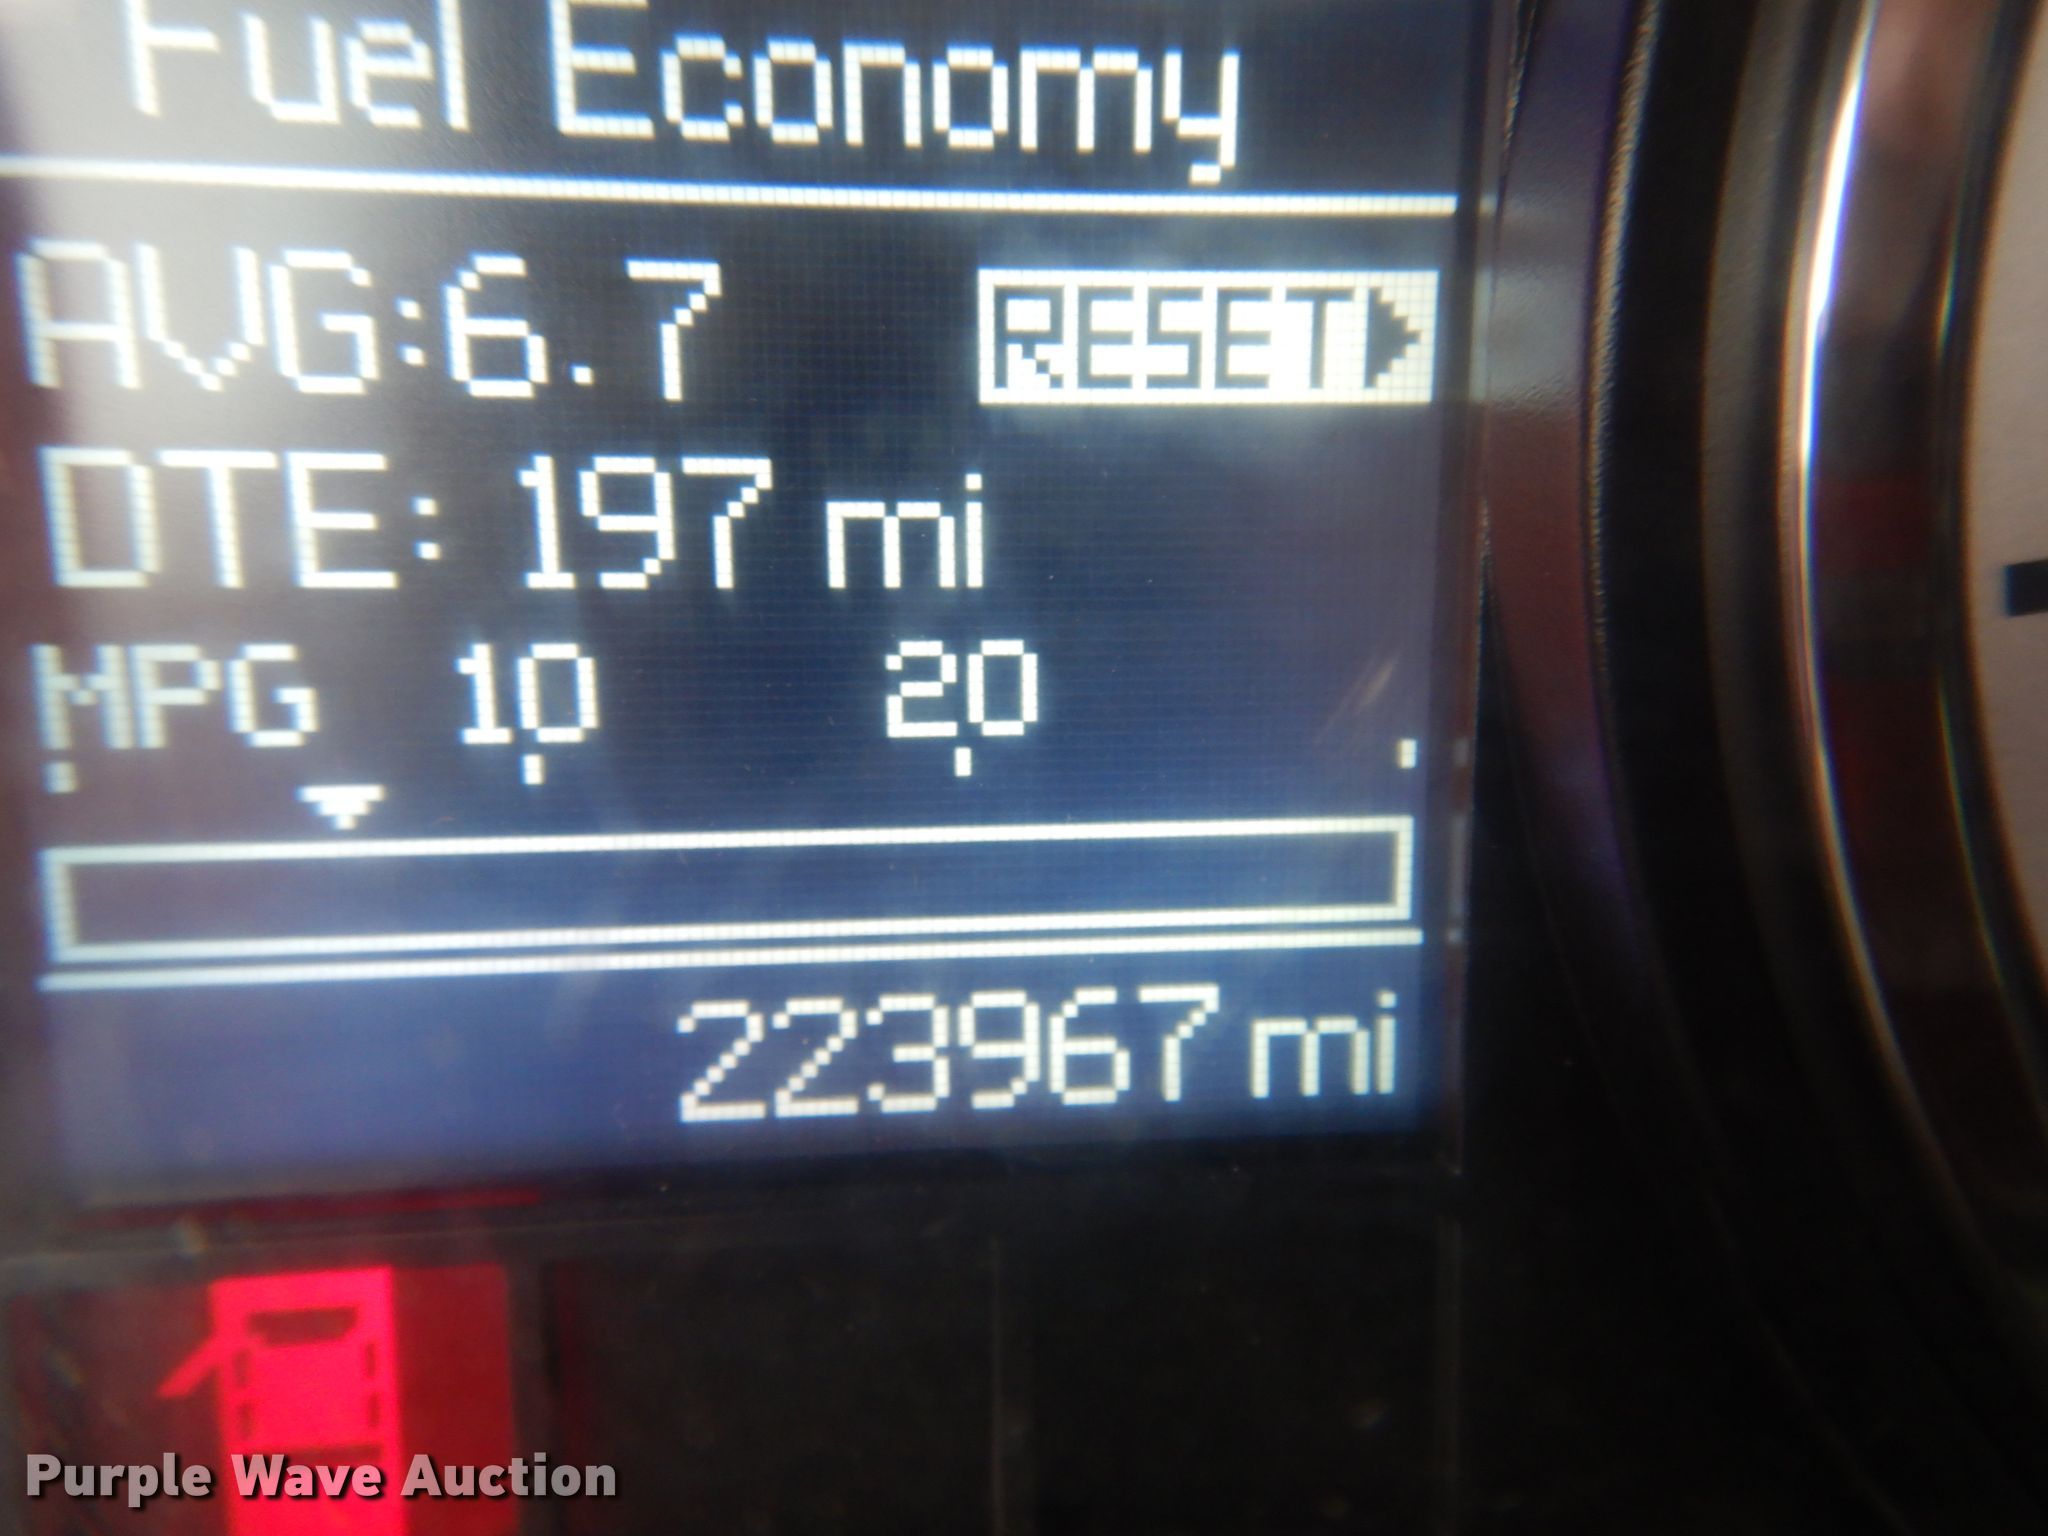 Fuel Economy
AVG:6.7 RESET
DTE: 197 mi
MPG 10 20
223967 mi
Purple Wave Auction